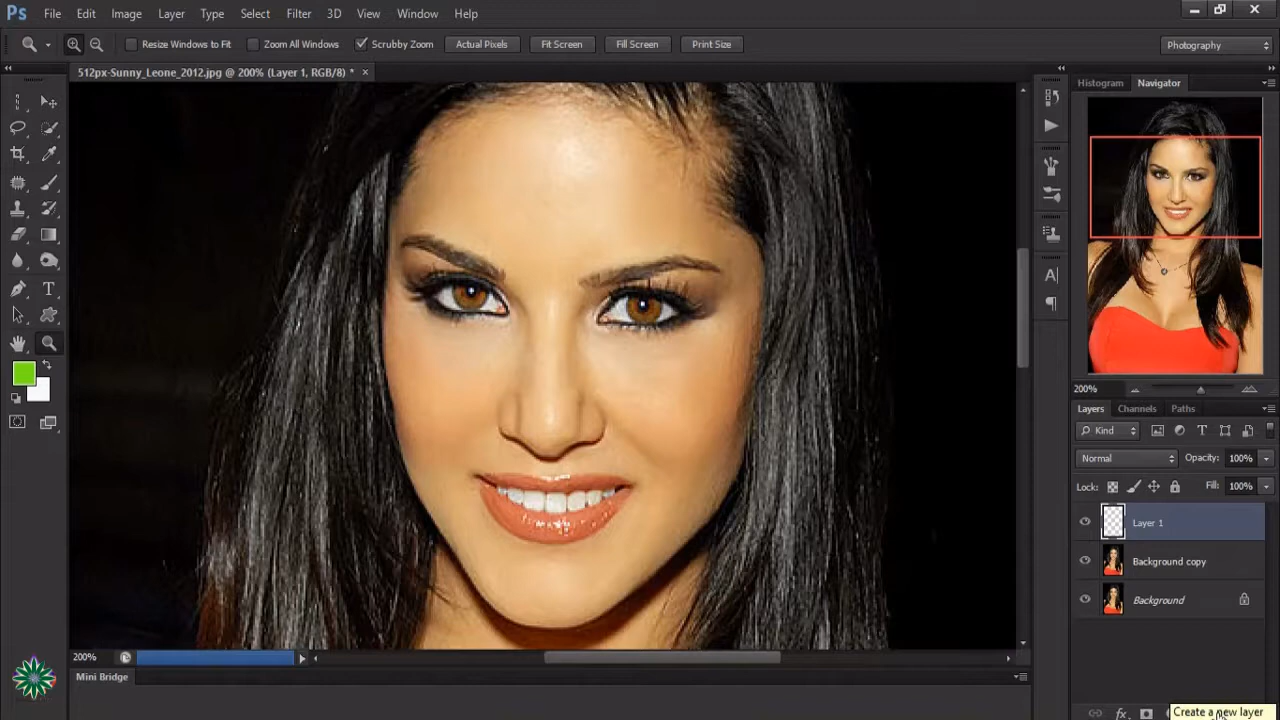 Ps File Edit Image Layer Type Select Filter 3D View Window Help
Resize Windows to Fit Zoom All Windows Scrubby Zoom Actual Pixels Fit Screen Fill Screen Print Size Photography
512px-Sunny_Leone_2012.jpg @ 200% (Layer 1, RGB/8) * ×
Histogram Navigator
200%
Layers Channels Paths
Kind
Normal Opacity: 100%
Lock: Fill: 100%
Layer 1
Background copy
Background
200%
Mini Bridge
fx
Create a new layer